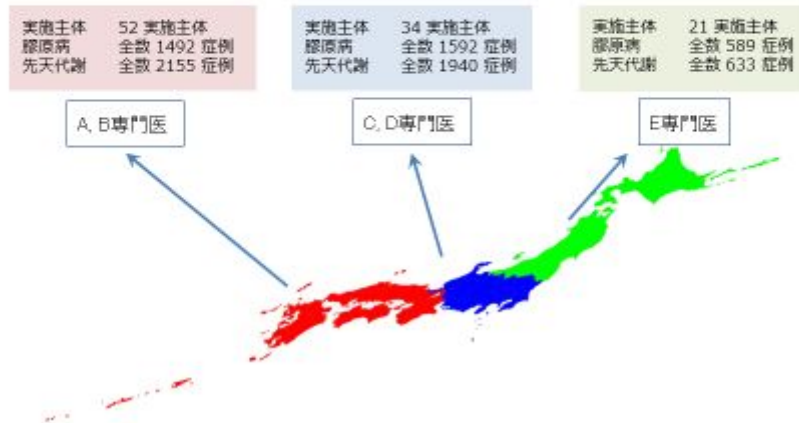 実施主体 52 実施主体
膠原病 全数 1492 症例
先天代謝 全数 2155 症例
A, B専門医
実施主体 34 実施主体
膠原病 全数 1592 症例
先天代謝 全数 1940 症例
C, D専門医
実施主体 21 実施主体
膠原病 全数 589 症例
先天代謝 全数 633 症例
E専門医